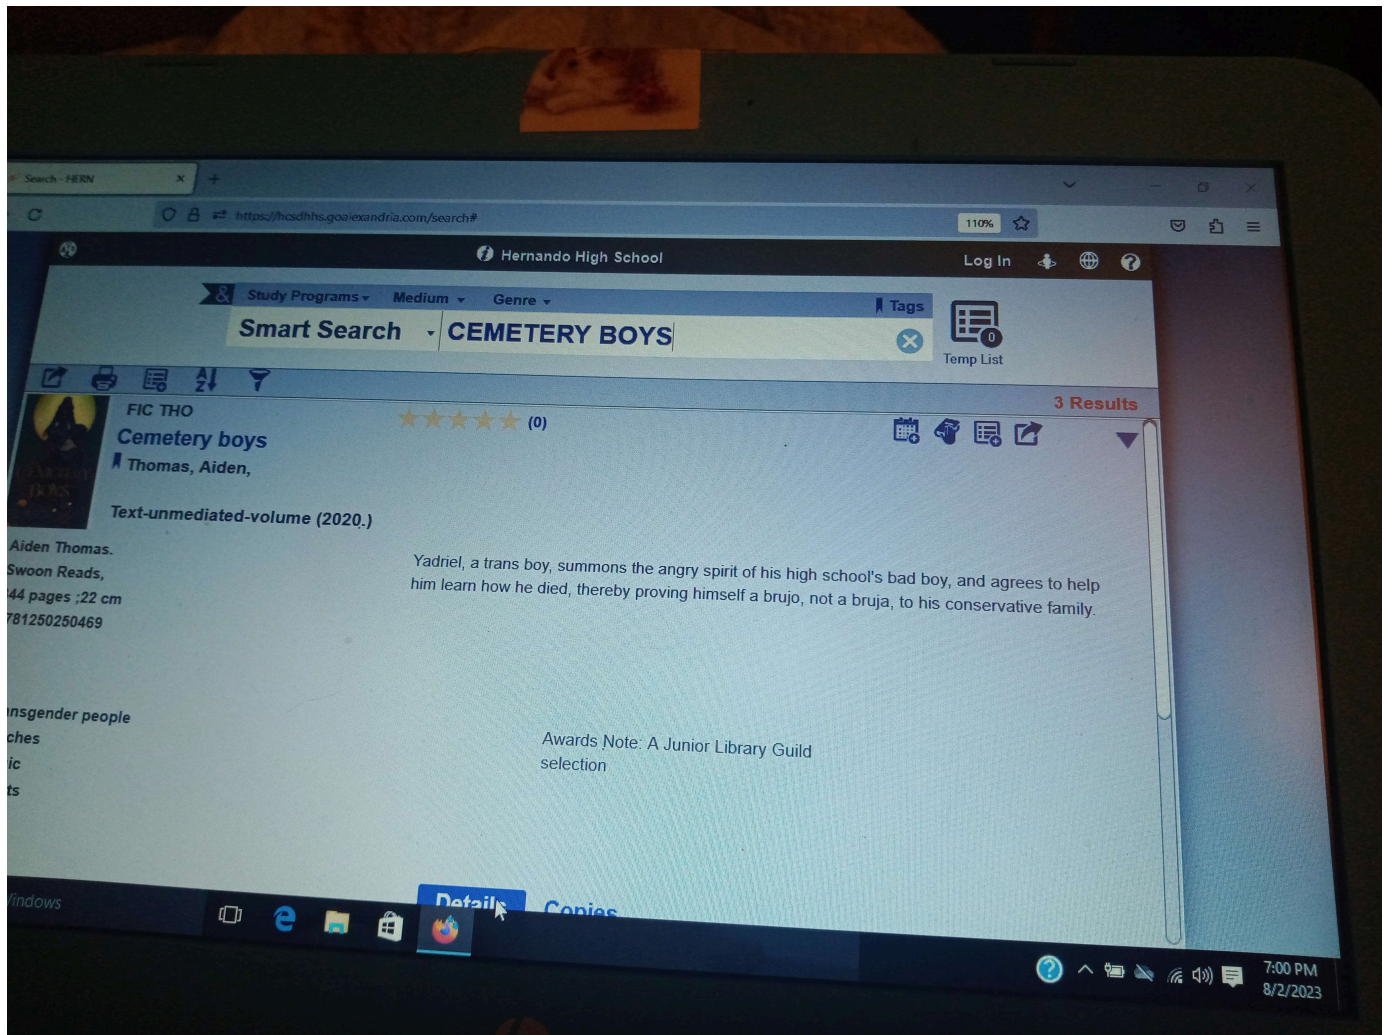 Search - HERN
https://hcsdhhs.goalexandria.com/search#
110%
Hernando High School
Log In
Study Programs
Medium
Genre
Tags
Smart Search
CEMETERY BOYS
0
Temp List
3 Results
FIC THO
(0)
Cemetery boys
Thomas, Aiden,
CEMETERY
BOYS
Text-unmediated-volume (2020.)
Aiden Thomas.
Swoon Reads,
44 pages ;22 cm
781250250469
Yadriel, a trans boy, summons the angry spirit of his high school's bad boy, and agrees to help
him learn how he died, thereby proving himself a brujo, not a bruja, to his conservative family.
ansgender people
ches
ic
ts
Awards Note: A Junior Library Guild
selection
Details
Copies
Windows
7:00 PM
8/2/2023